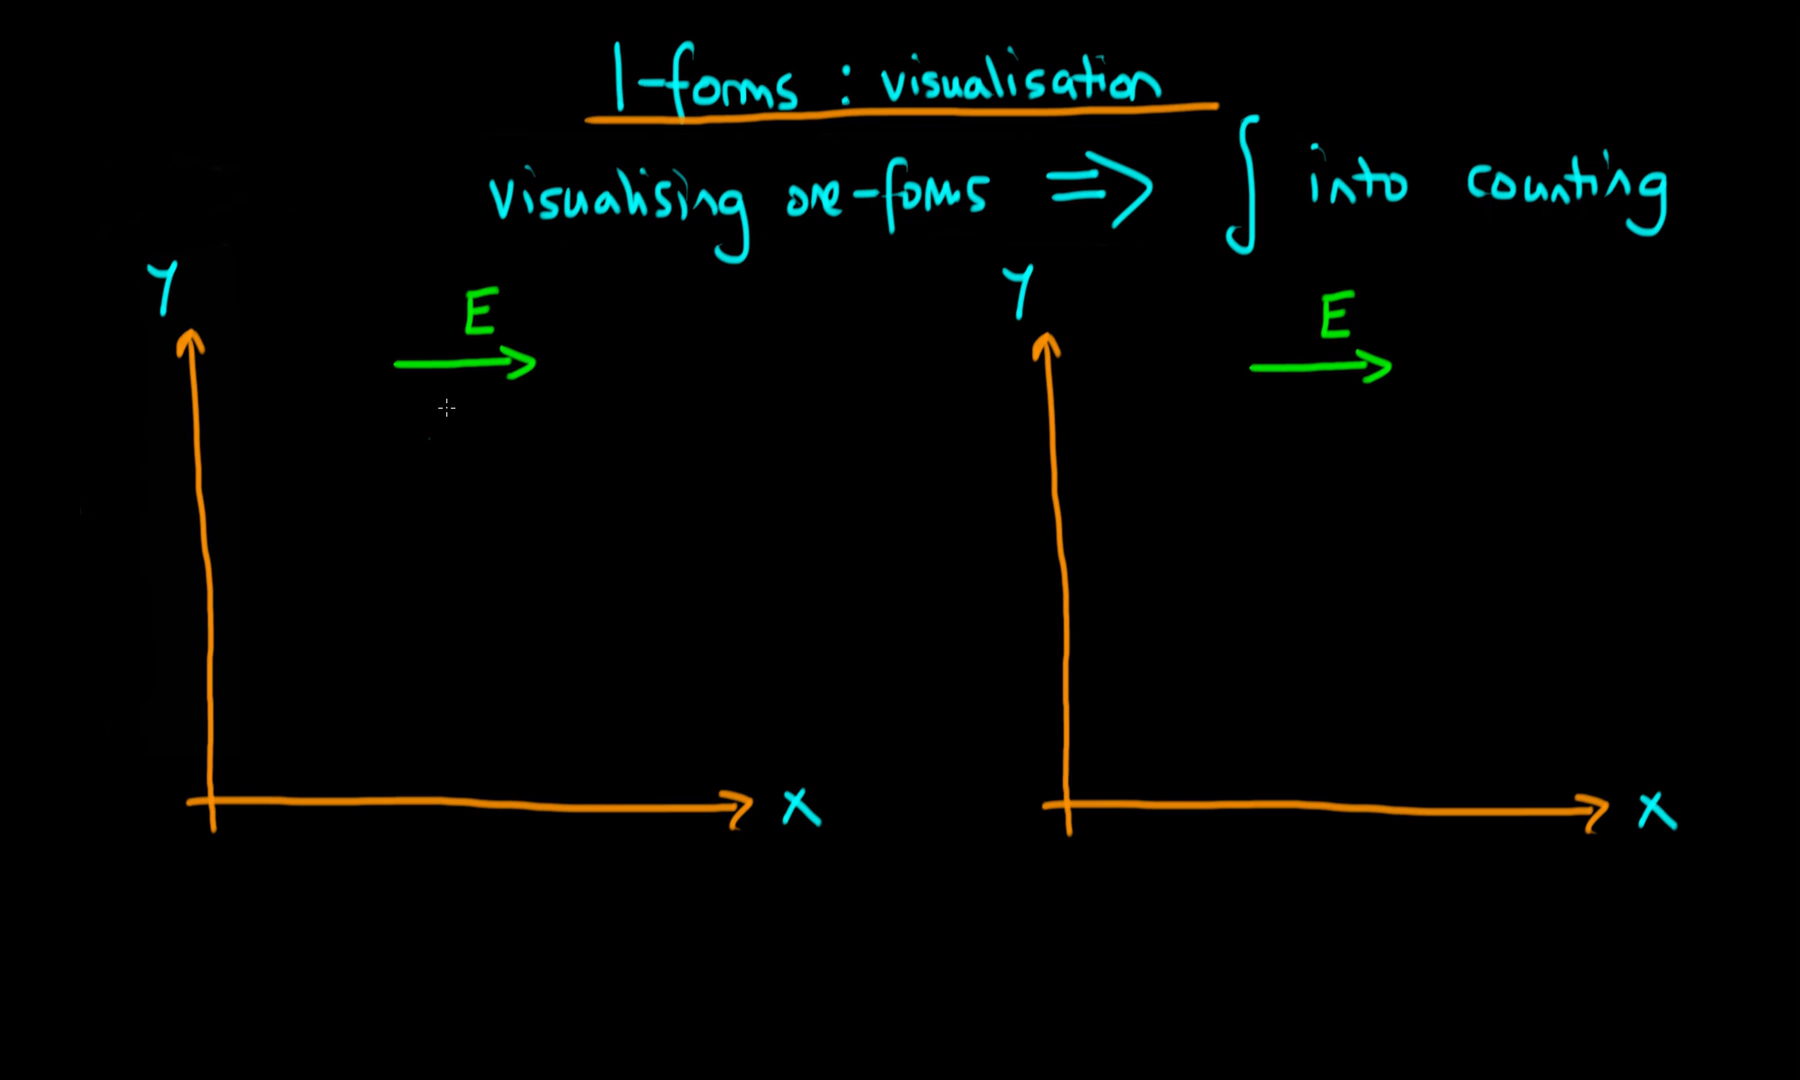 1-forms : visualisation
visualising one-forms => ∫ into counting
Y
E
Y
E
X
X